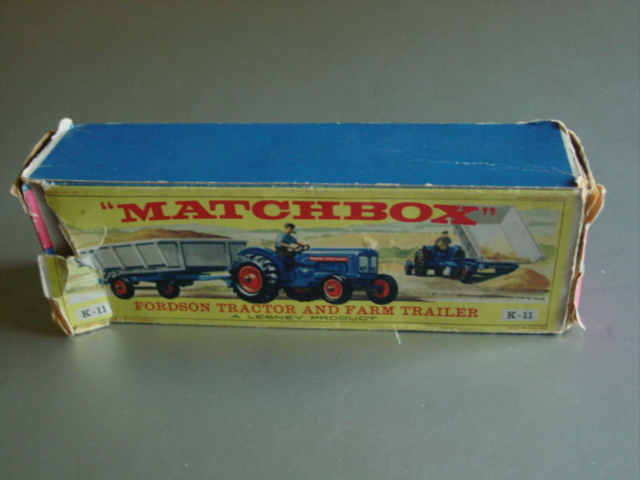 "MATCHBOX"
K-11
FORDSON TRACTOR AND FARM TRAILER
K-11
A LESNEY PRODUCT